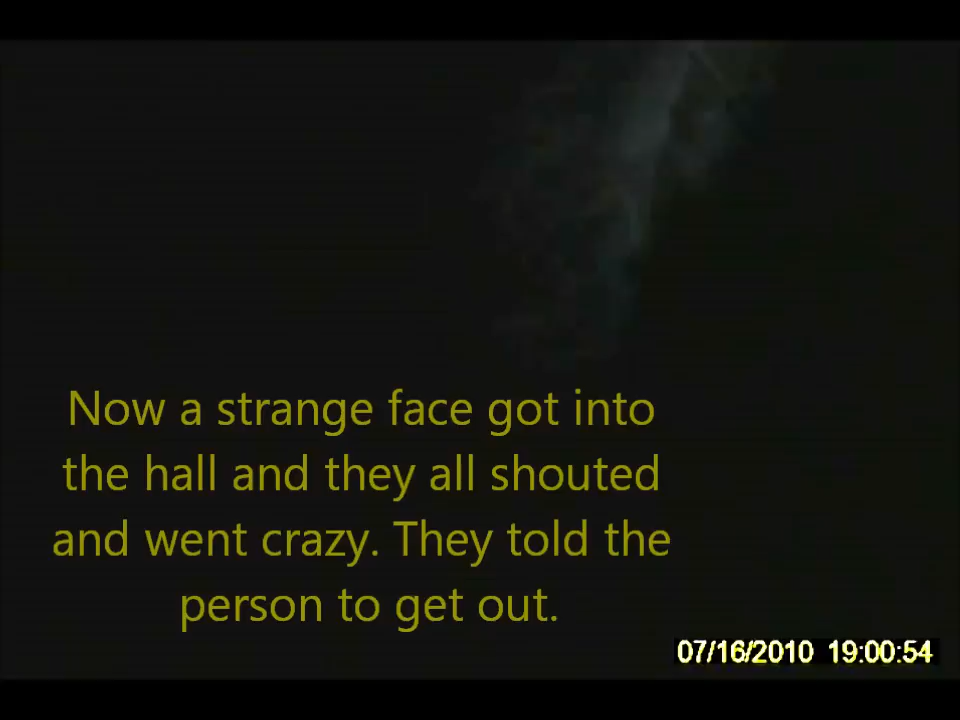 Now a strange face got into
the hall and they all shouted
and went crazy. They told the
person to get out.
07/16/2010 19:00:54